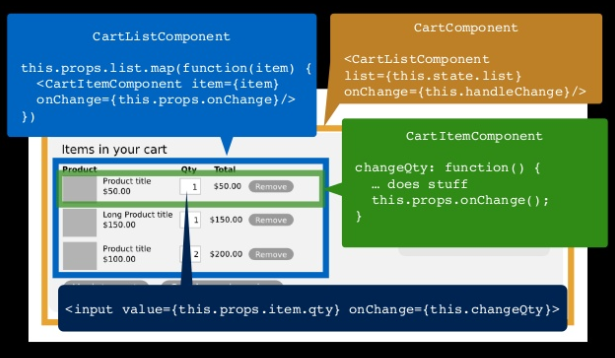 CartListComponent
this.props.list.map(function(item) {
<CartItemComponent item={item}
onChange={this.props.onChange}/>
})
CartComponent
<CartListComponent
list={this.state.list}
onChange={this.handleChange}/>
CartItemComponent
changeQty: function() {
… does stuff
this.props.onChange();
}
Items in your cart
Product Qty Total
Product title
$50.00
1 $50.00 Remove
Long Product title
$150.00
1 $150.00 Remove
Product title
$100.00
2 $200.00 Remove
<input value={this.props.item.qty} onChange={this.changeQty}>